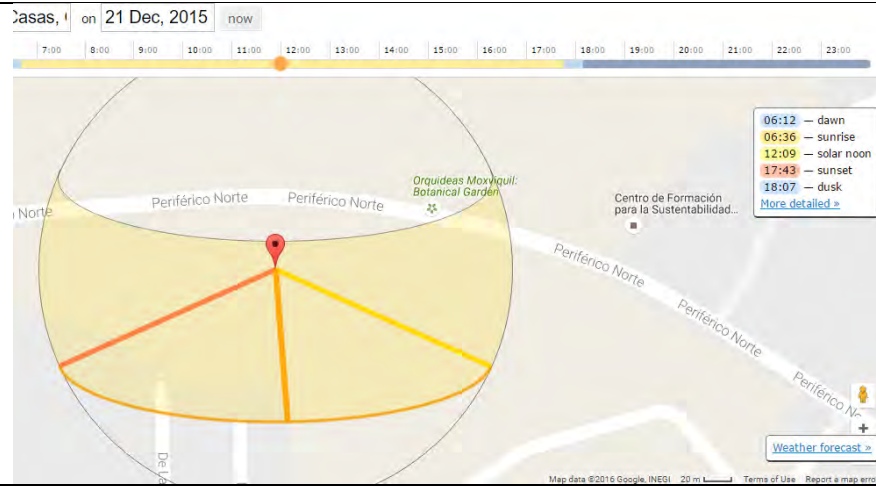 Casas, on 21 Dec, 2015 now
7:00 8:00 9:00 10:00 11:00 12:00 13:00 14:00 15:00 16:00 17:00 18:00 19:00 20:00 21:00 22:00 23:00
06:12 — dawn
06:36 — sunrise
12:09 — solar noon
17:43 — sunset
18:07 — dusk
More detailed »
Orquideas Moxviquil:
Botanical Garden
Centro de Formación
para la Sustentabilidad...
Norte
Periférico Norte
Periférico Norte
Periférico Norte
Periférico Norte
Periférico No
De La
+
Weather forecast »
Map data ©2016 Google, INEGI 20 m Terms of Use Report a map erro